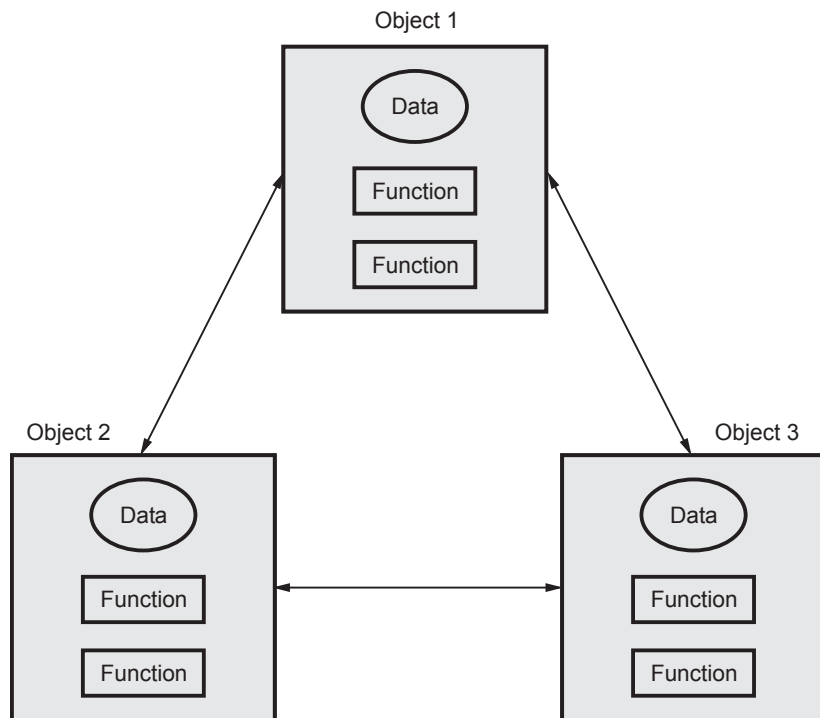 Object 1
Data
Function
Function
Object 2
Data
Function
Function
Object 3
Data
Function
Function